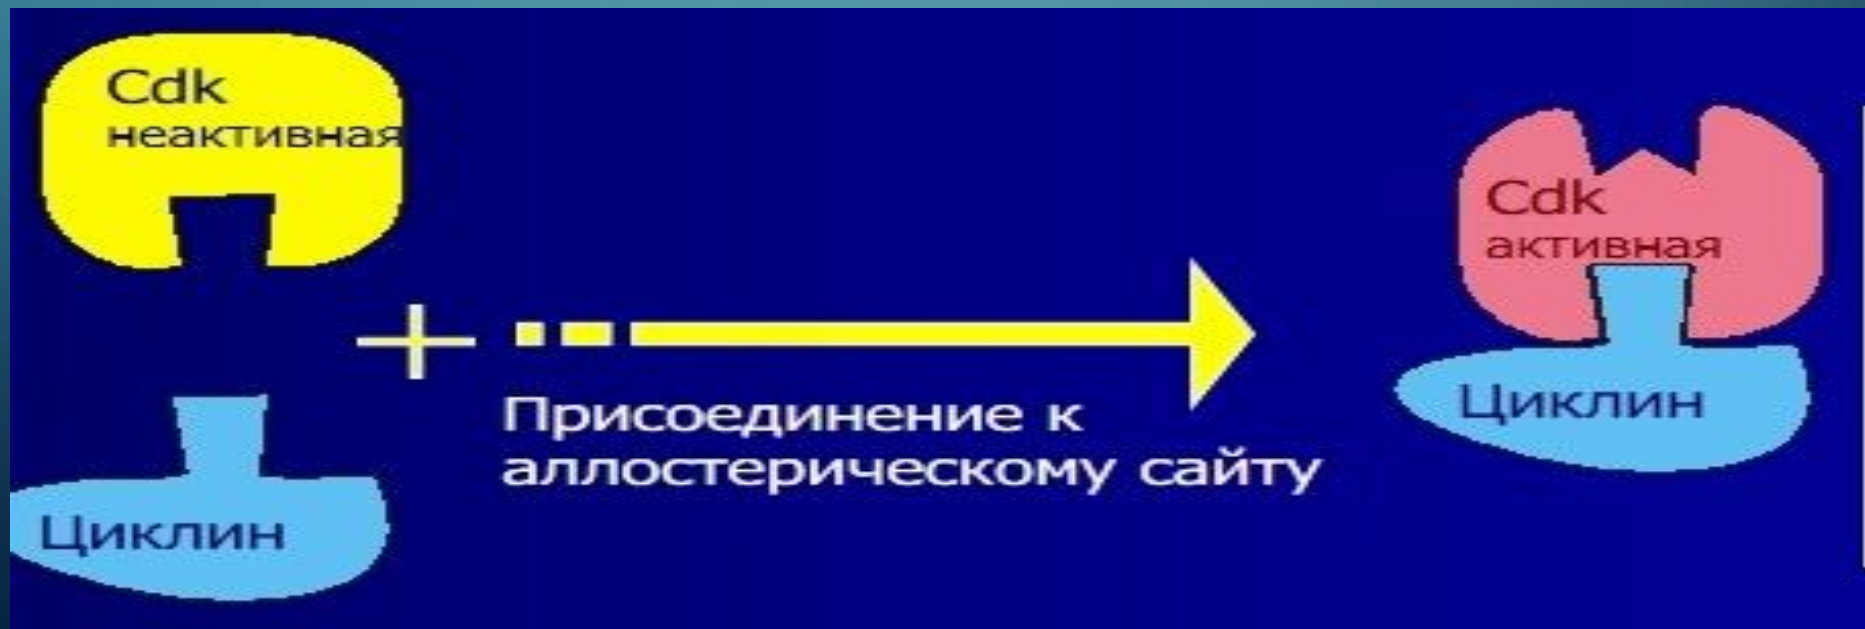 Cdk
неактивная
Циклин
Присоединение к
аллостерическому сайту
Cdk
активная
Циклин